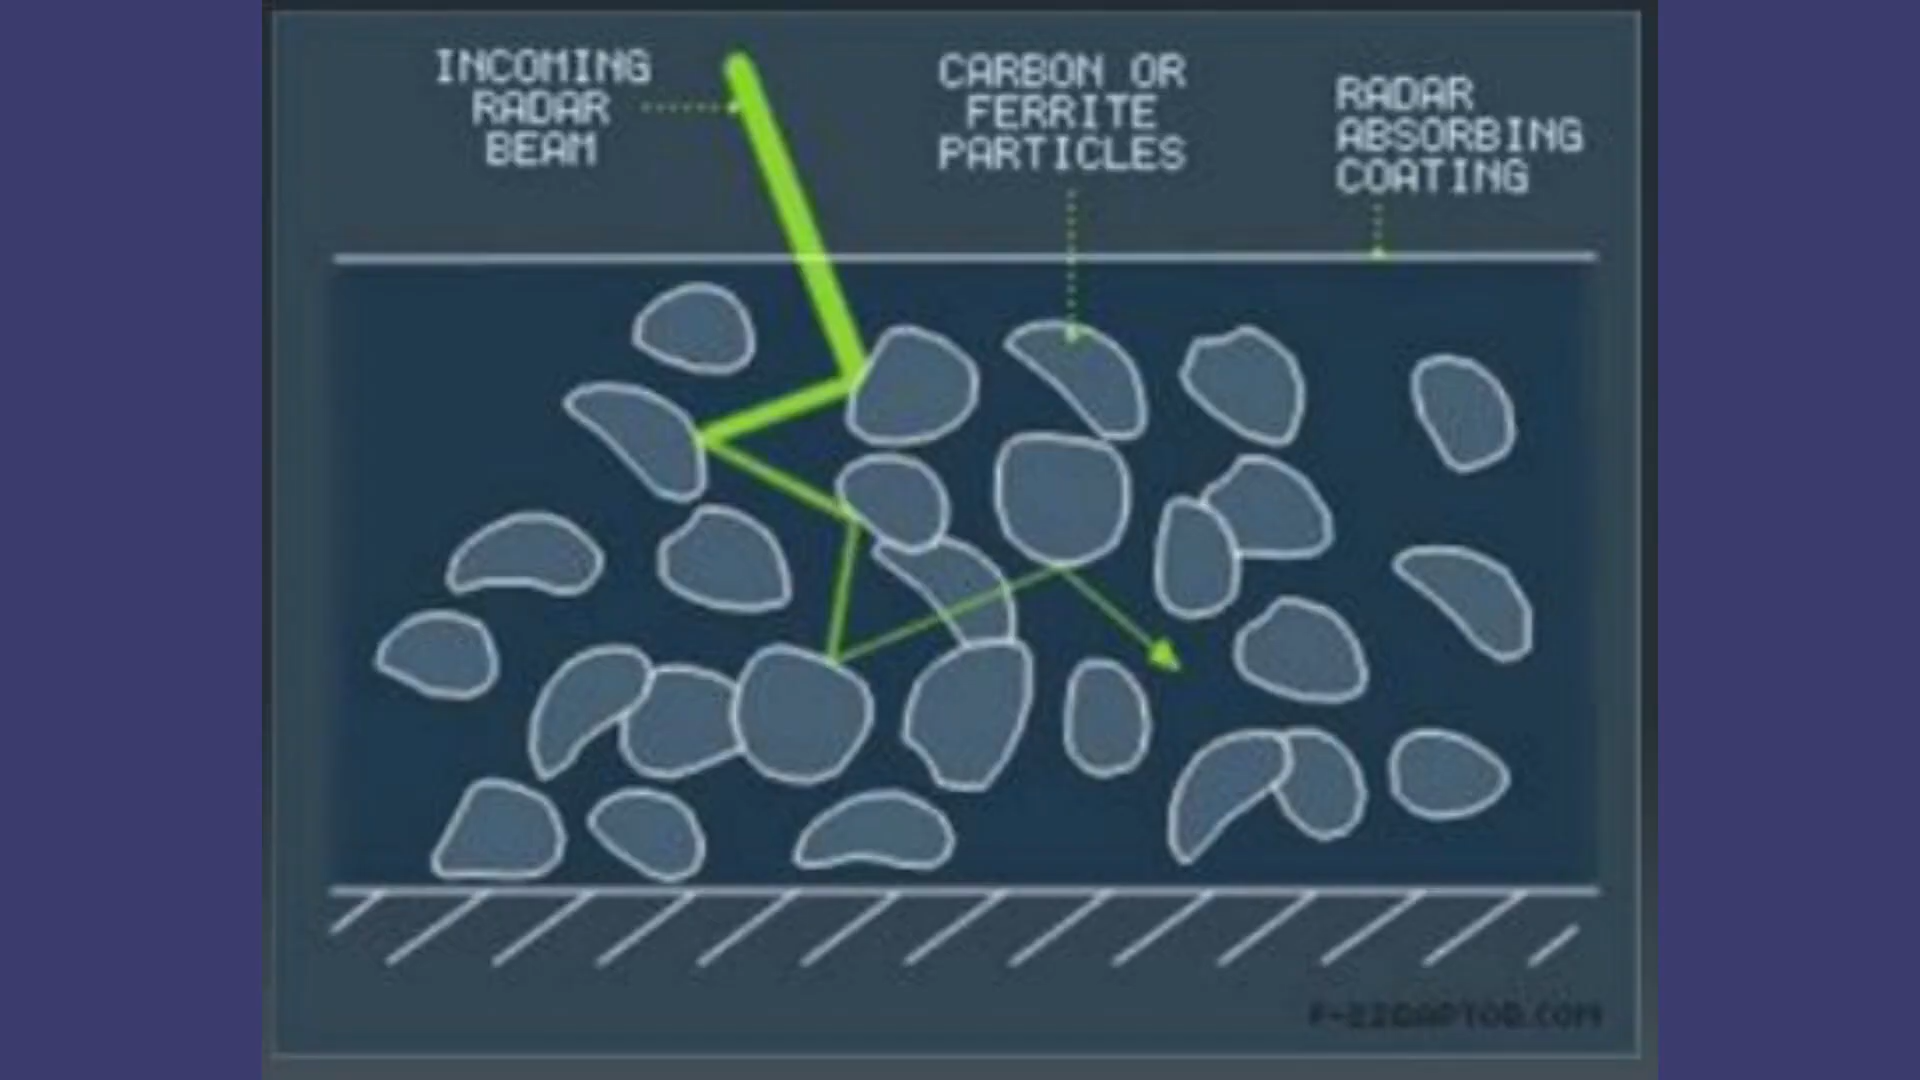 INCOMING
RADAR
BEAM
CARBON OR
FERRITE
PARTICLES
RADAR
ABSORBING
COATING